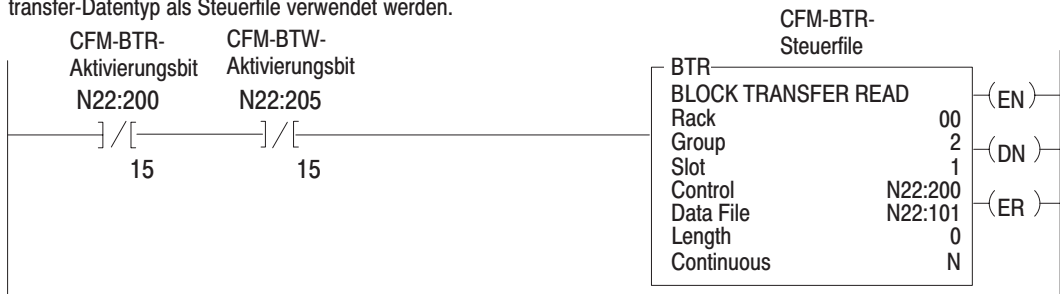 transfer-Datentyp als Steuerfile verwendet werden.
CFM-BTR-
Aktivierungsbit
CFM-BTW-
Aktivierungsbit
CFM-BTR-
Steuerfile
N22:200
N22:205
15
15
BTR
BLOCK TRANSFER READ
Rack 00
Group 2
Slot 1
Control N22:200
Data File N22:101
Length 0
Continuous N
EN
DN
ER